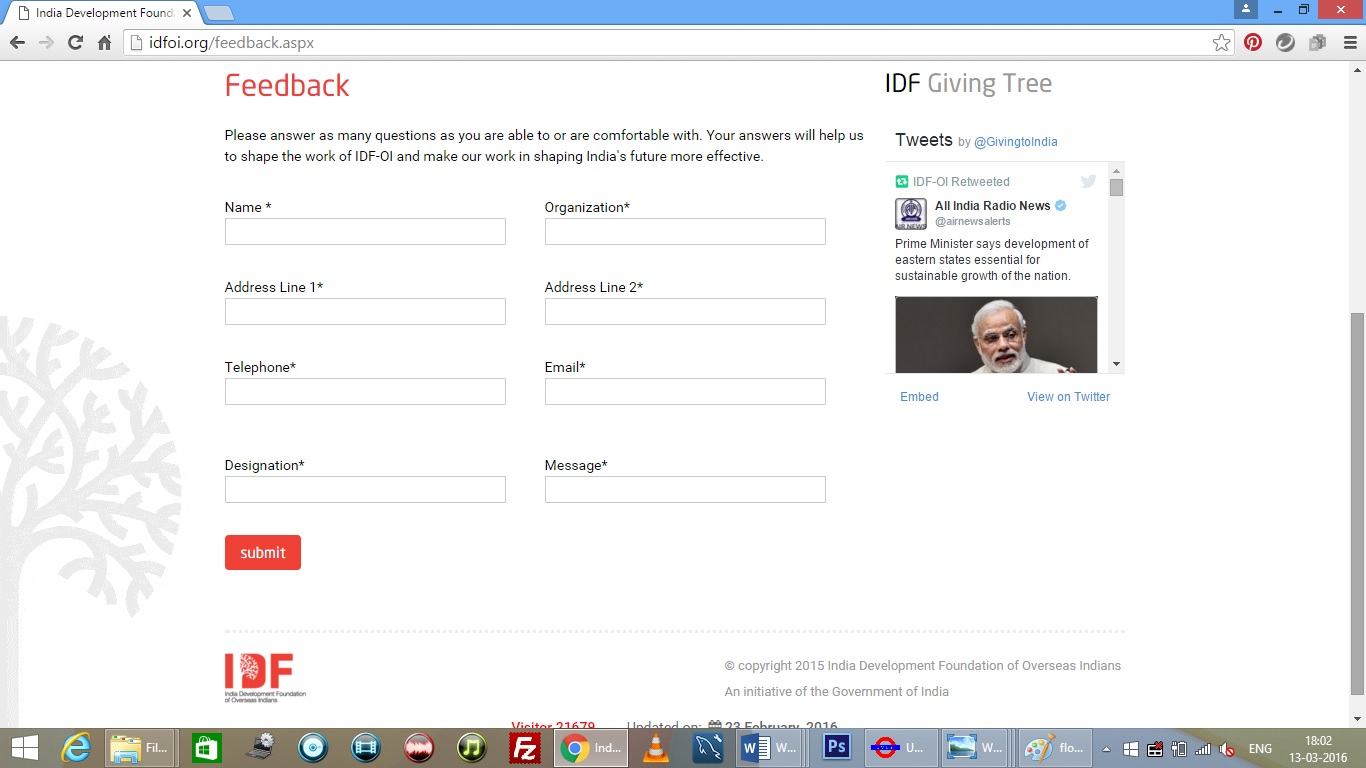 India Development Found
idfoi.org/feedback.aspx
Feedback
Please answer as many questions as you are able to or are comfortable with. Your answers will help us
to shape the work of IDF-OI and make our work in shaping India's future more effective.
Name *
Organization*
Address Line 1*
Address Line 2*
Telephone*
Email*
Designation*
Message*
submit
IDF Giving Tree
Tweets by @GivingtoIndia
IDF-OI Retweeted
All India Radio News
@airnewsalerts
AIR NEWS
Prime Minister says development of
eastern states essential for
sustainable growth of the nation.
Embed
View on Twitter
IDF
India Development Foundation
of Overseas Indians
© copyright 2015 India Development Foundation of Overseas Indians
An initiative of the Government of India
Visitor 21679
Updated on: 23 February, 2016
Fil...
Fz
Ind...
W W...
Ps
U...
W...
flo...
ENG
18:02
13-03-2016